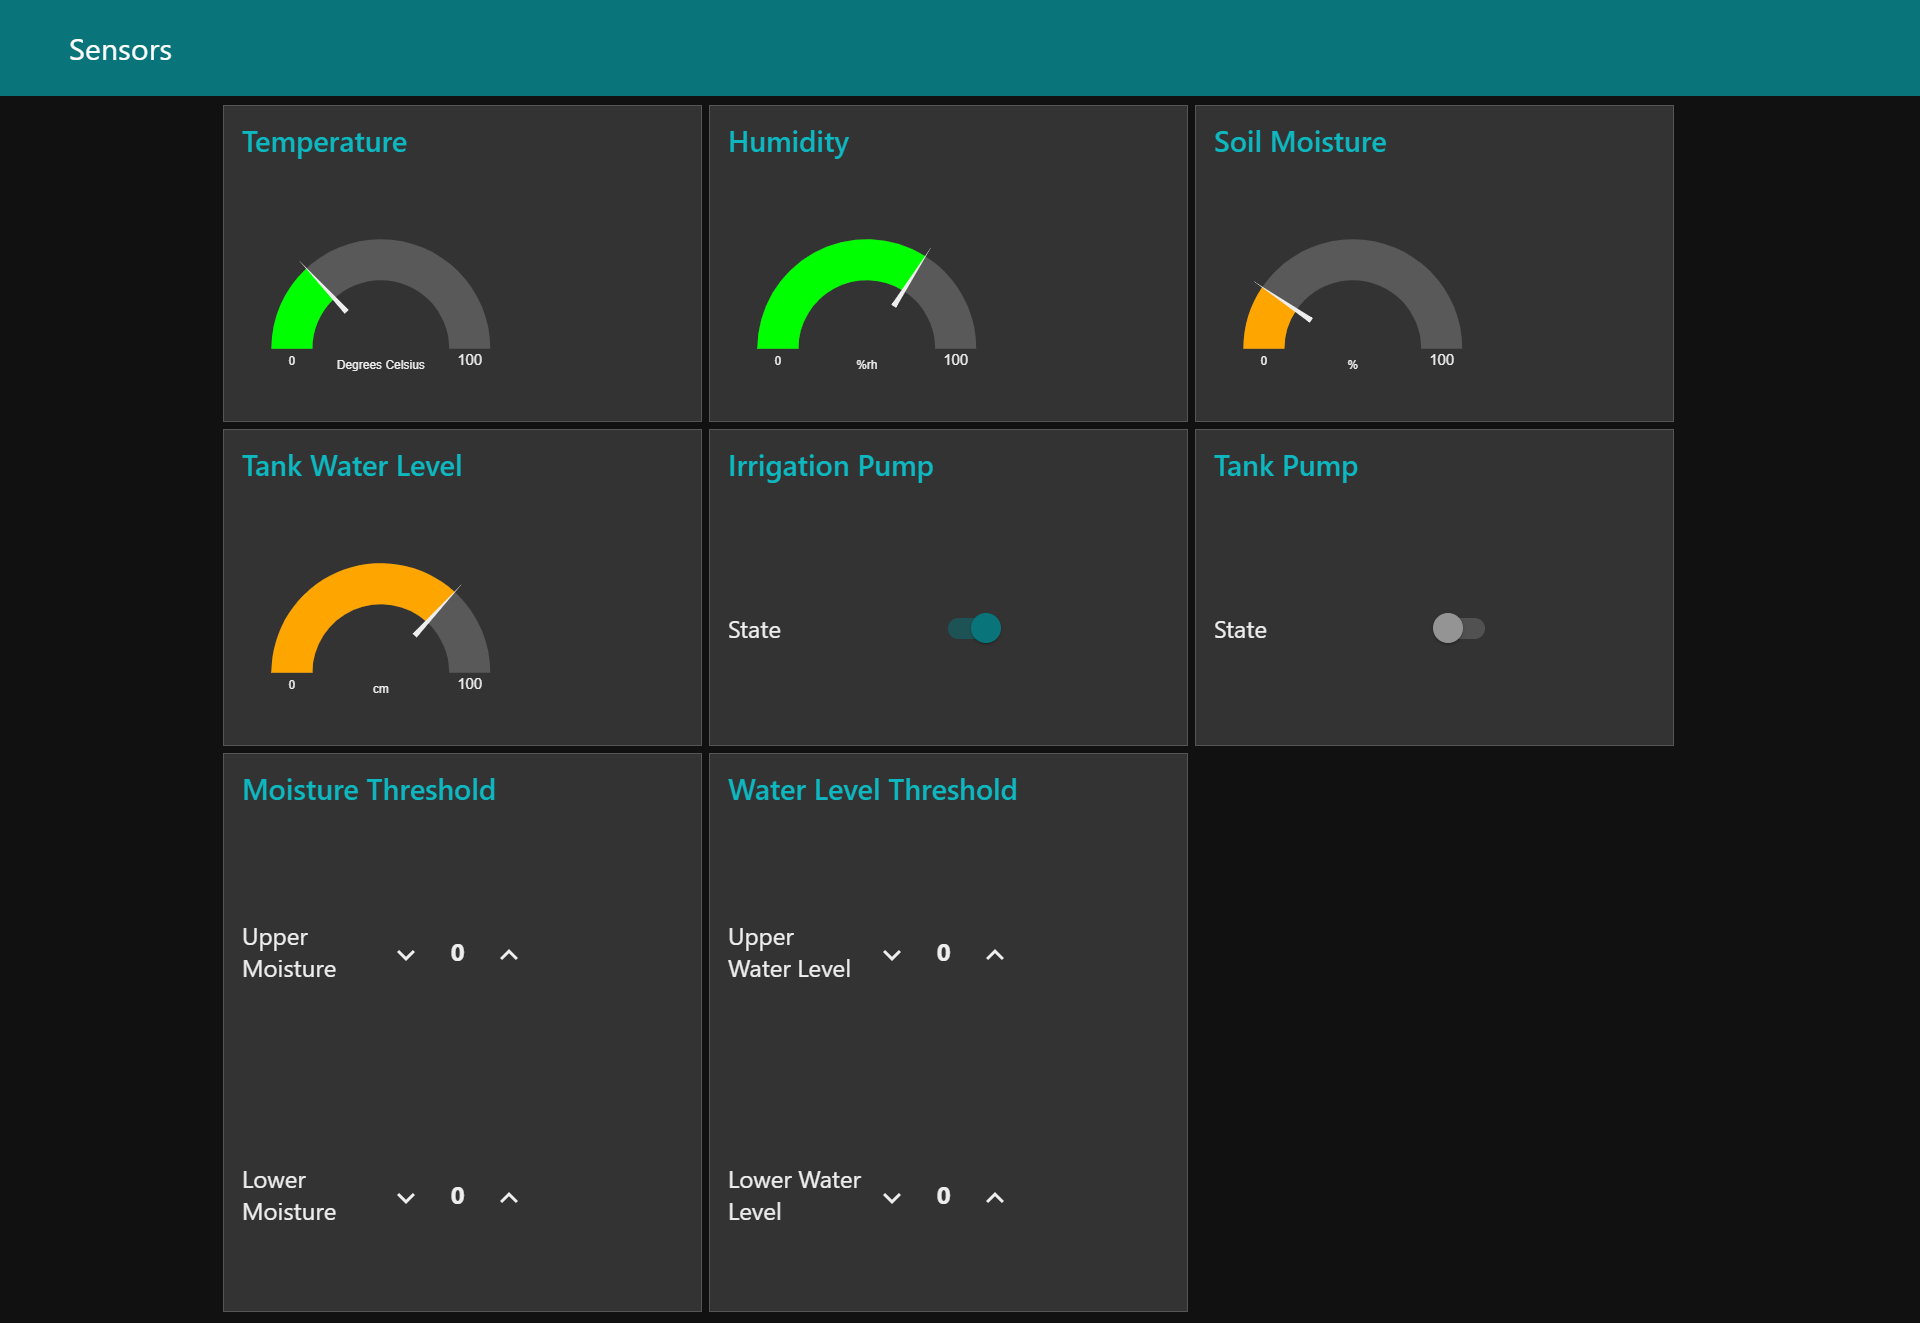 Sensors
Temperature
0
Degrees Celsius
100
Humidity
0
%rh
100
Soil Moisture
0
%
100
Tank Water Level
0
cm
100
Irrigation Pump
State
Tank Pump
State
Moisture Threshold
Upper
Moisture
0
Lower
Moisture
0
Water Level Threshold
Upper
Water Level
0
Lower Water
Level
0